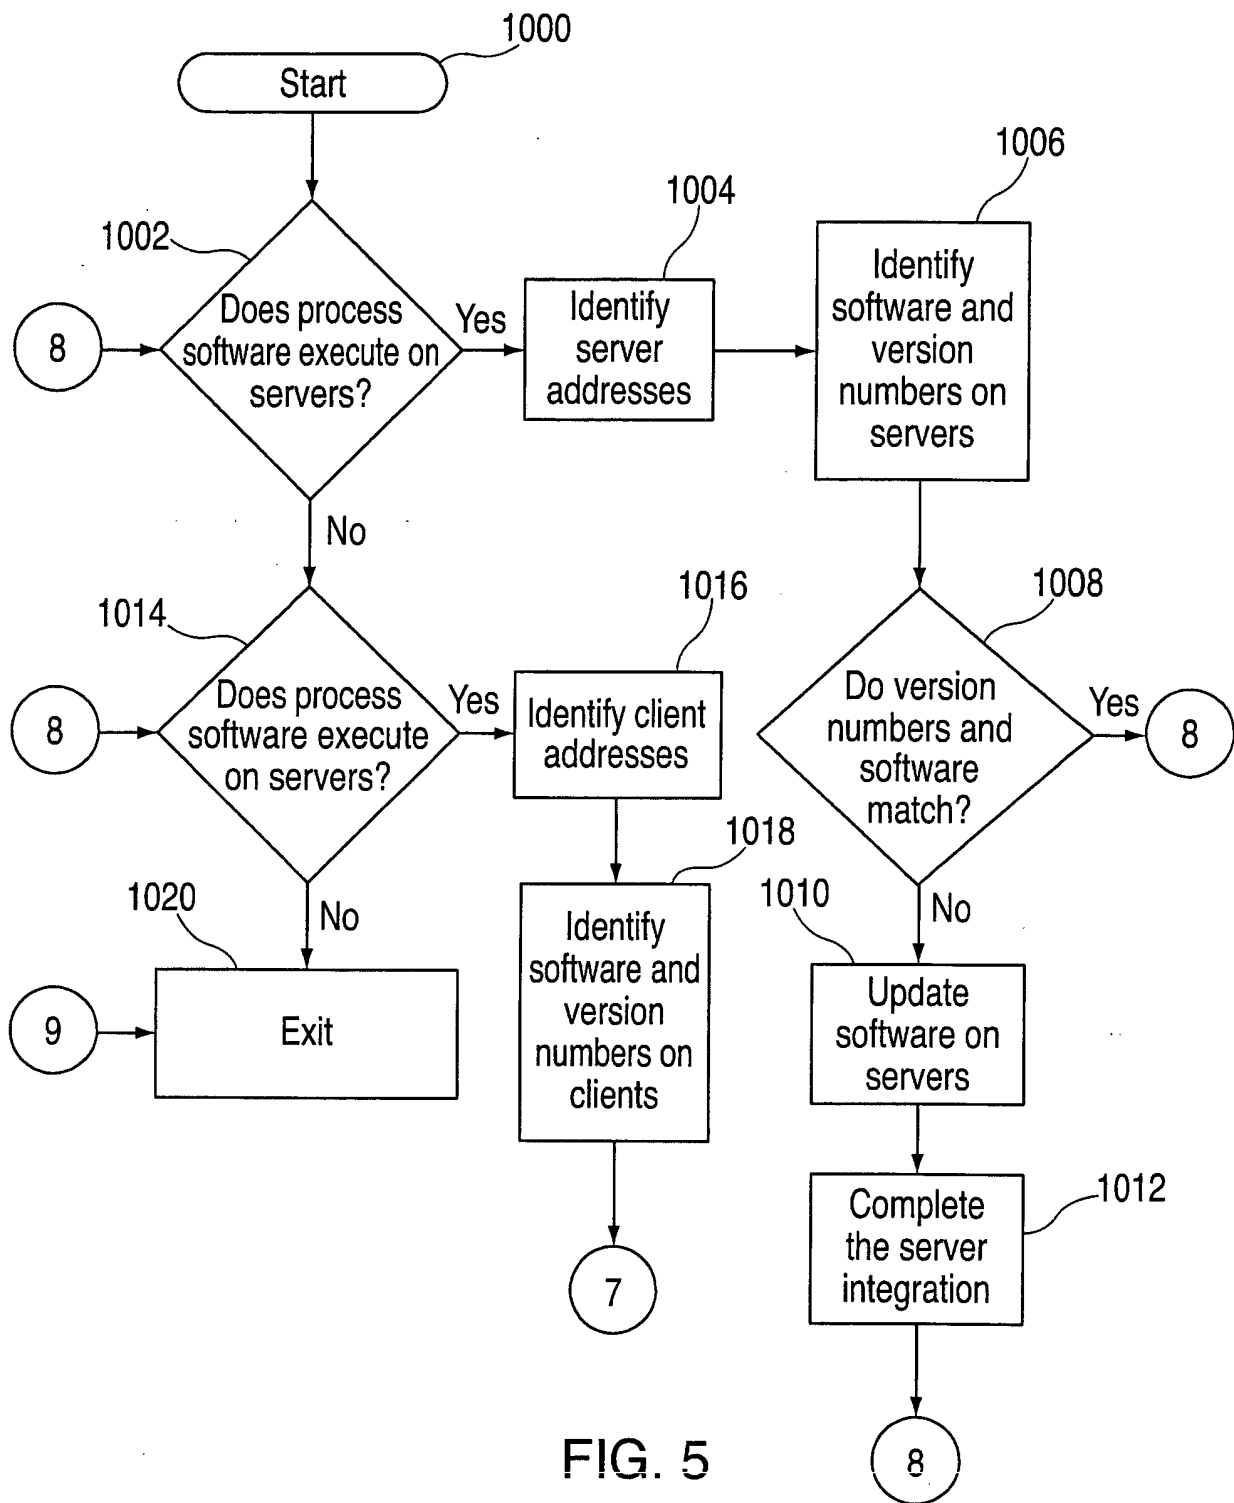 1000
Start
1006
1004
1002
Identify
software and
version
numbers on
servers
Does process
software execute on
servers?
Yes
Identify
server
addresses
8
No
1016
1008
1014
Does process
software execute
on servers?
Yes
Identify client
addresses
Do version
numbers and
software
match?
Yes
8
8
1018
1020
No
1010
No
Identify
software and
version
numbers on
clients
Update
software on
servers
9
Exit
1012
Complete
the server
integration
7
8
FIG. 5